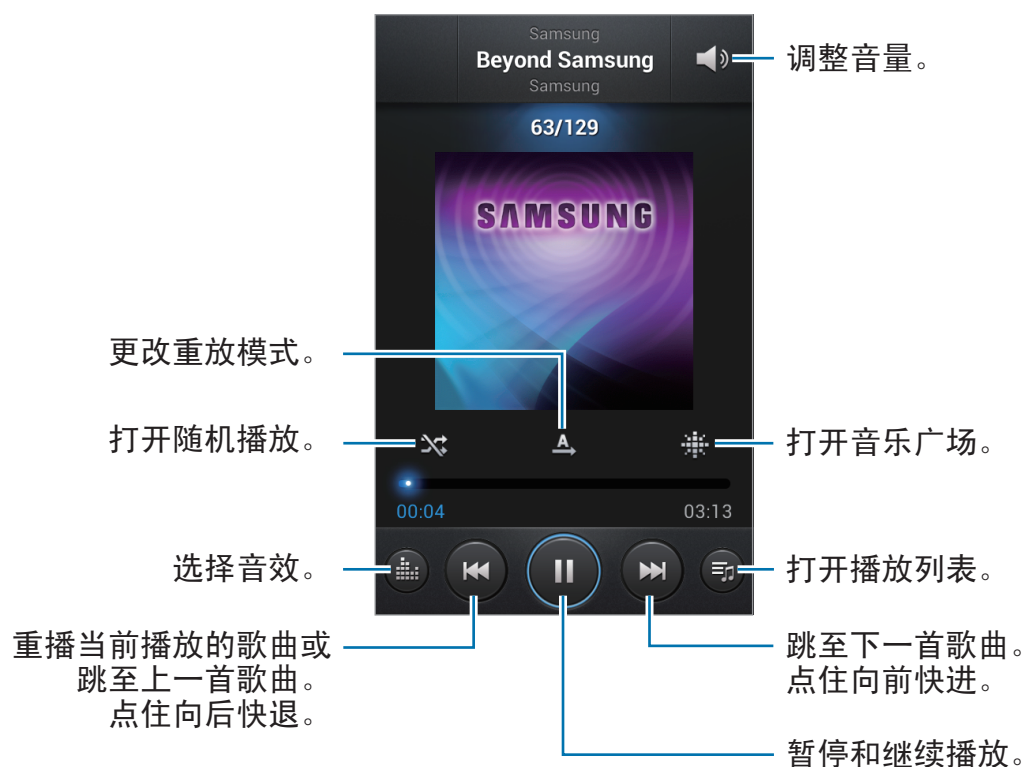 Samsung
Beyond Samsung
Samsung
调整音量。
63/129
SAMSUNG
更改重放模式。
打开随机播放。
A
打开音乐广场。
00:04
03:13
选择音效。
打开播放列表。
重播当前播放的歌曲或
跳至上一首歌曲。
点住向后快退。
跳至下一首歌曲。
点住向前快进。
暂停和继续播放。